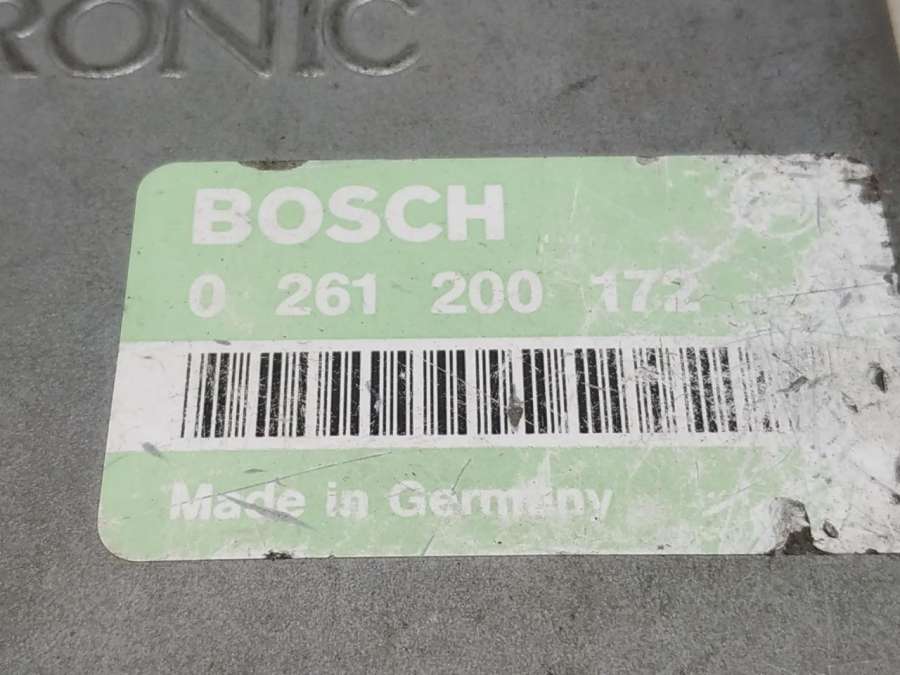 RONIC
BOSCH
0 261 200 172
Made in Germany